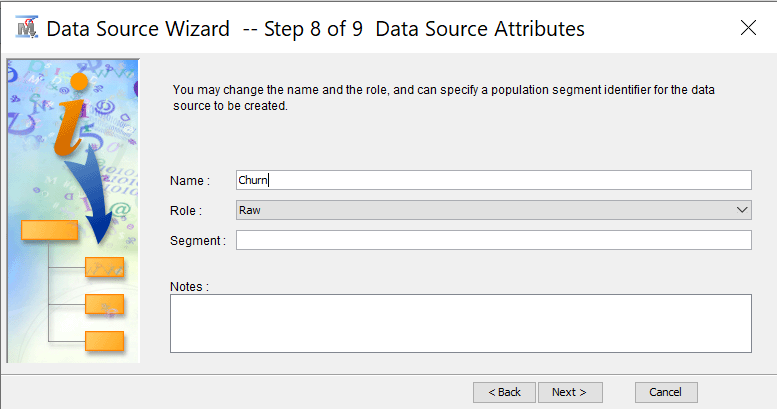 Data Source Wizard -- Step 8 of 9 Data Source Attributes
You may change the name and the role, and can specify a population segment identifier for the data
source to be created.
Name : Churn
Role : Raw
Segment :
Notes :
< Back Next > Cancel